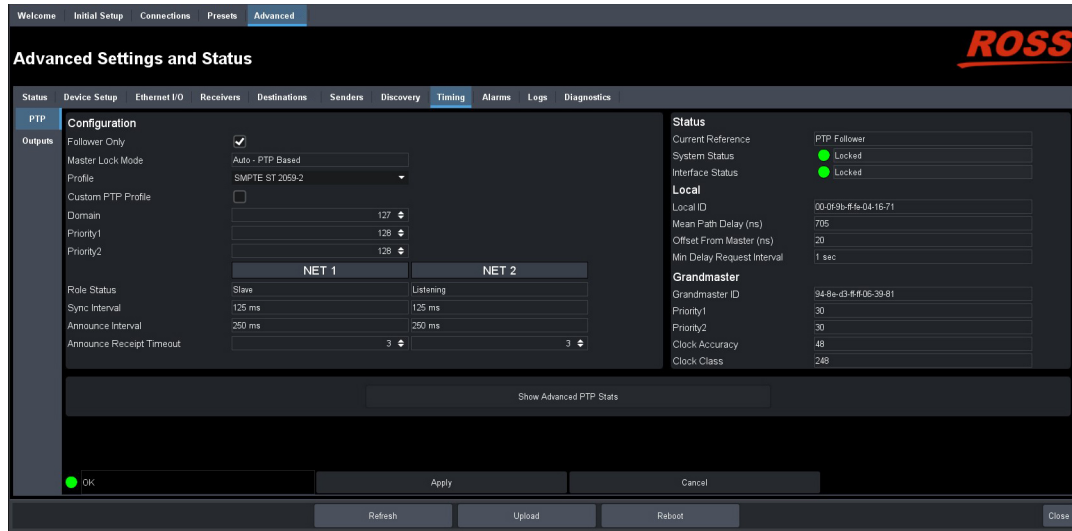 Welcome Initial Setup Connections Presets Advanced
ROSS
Advanced Settings and Status
Status Device Setup Ethernet I/O Receivers Destinations Senders Discovery Timing Alarms Logs Diagnostics
PTP
Outputs
Configuration
Follower Only
Master Lock Mode Auto - PTP Based
Profile SMPTE ST 2059-2
Custom PTP Profile
Domain 127
Priority1 128
Priority2 128
NET 1 NET 2
Role Status Slave Listening
Sync Interval 125 ms 125 ms
Announce Interval 250 ms 250 ms
Announce Receipt Timeout 3 3
Status
Current Reference PTP Follower
System Status Locked
Interface Status Locked
Local
Local ID 00-0f-9b-ff-fe-04-16-71
Mean Path Delay (ns) 705
Offset From Master (ns) 20
Min Delay Request Interval 1 sec
Grandmaster
Grandmaster ID 94-8e-d3-ff-ff-06-39-81
Priority1 30
Priority2 30
Clock Accuracy 48
Clock Class 248
Show Advanced PTP Stats
OK Apply Cancel
Refresh Upload Reboot Close